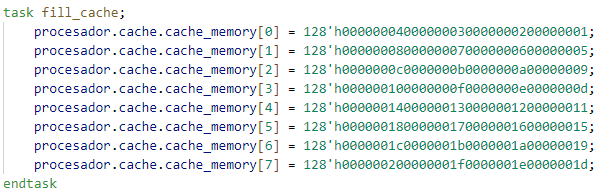 task fill_cache;
procesador.cache.cache_memory[0] = 128'h00000004000000030000000200000001;
procesador.cache.cache_memory[1] = 128'h00000008000000070000000600000005;
procesador.cache.cache_memory[2] = 128'h0000000c0000000b0000000a00000009;
procesador.cache.cache_memory[3] = 128'h000000100000000f0000000e0000000d;
procesador.cache.cache_memory[4] = 128'h00000014000000130000001200000011;
procesador.cache.cache_memory[5] = 128'h00000018000000170000001600000015;
procesador.cache.cache_memory[6] = 128'h0000001c0000001b0000001a00000019;
procesador.cache.cache_memory[7] = 128'h000000200000001f0000001e0000001d;
endtask